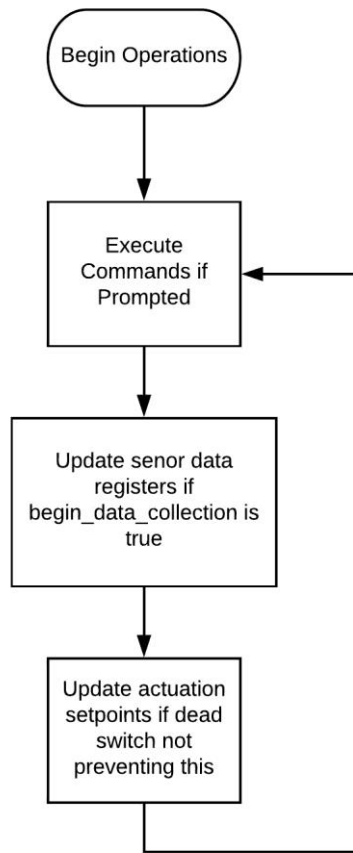 Begin Operations
Execute
Commands if
Prompted
Update senor data
registers if
begin_data_collection is
true
Update actuation
setpoints if dead
switch not
preventing this